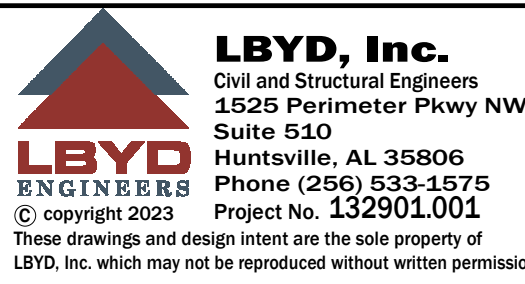 LBYD, Inc.
Civil and Structural Engineers
1525 Perimeter Pkwy NW
Suite 510
Huntsville, AL 35806
Phone (256) 533-1575
Project No. 132901.001
LBYD
ENGINEERS
© copyright 2023
These drawings and design intent are the sole property of
LBYD, Inc. which may not be reproduced without written permissio